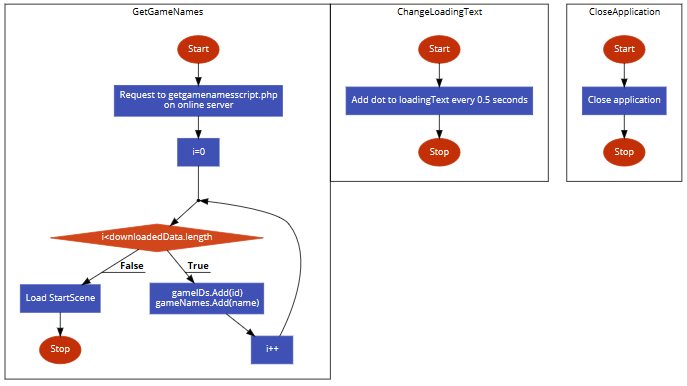 GetGameNames
Start
Request to getgamenamesscript.php
on online server
i=0
i<downloadedData.length
False
True
Load StartScene
gameIDs.Add(id)
gameNames.Add(name)
Stop
i++
ChangeLoadingText
Start
Add dot to loadingText every 0.5 seconds
Stop
CloseApplication
Start
Close application
Stop